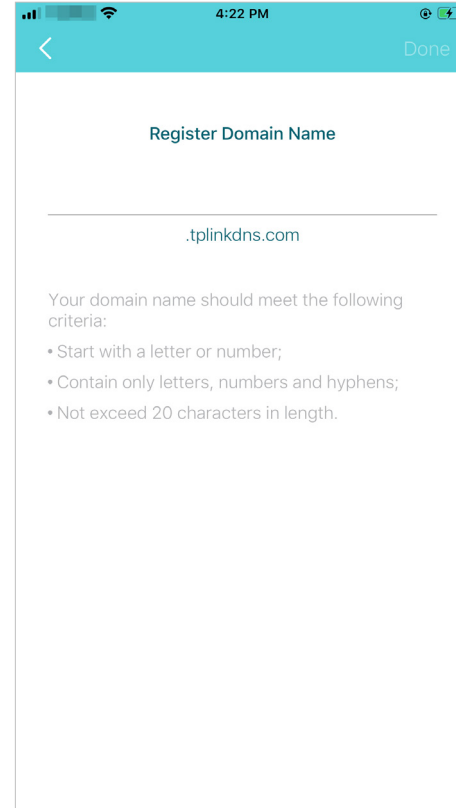 4:22 PM
Done
Register Domain Name
.tplinkdns.com
Your domain name should meet the following
criteria:
• Start with a letter or number;
• Contain only letters, numbers and hyphens;
• Not exceed 20 characters in length.